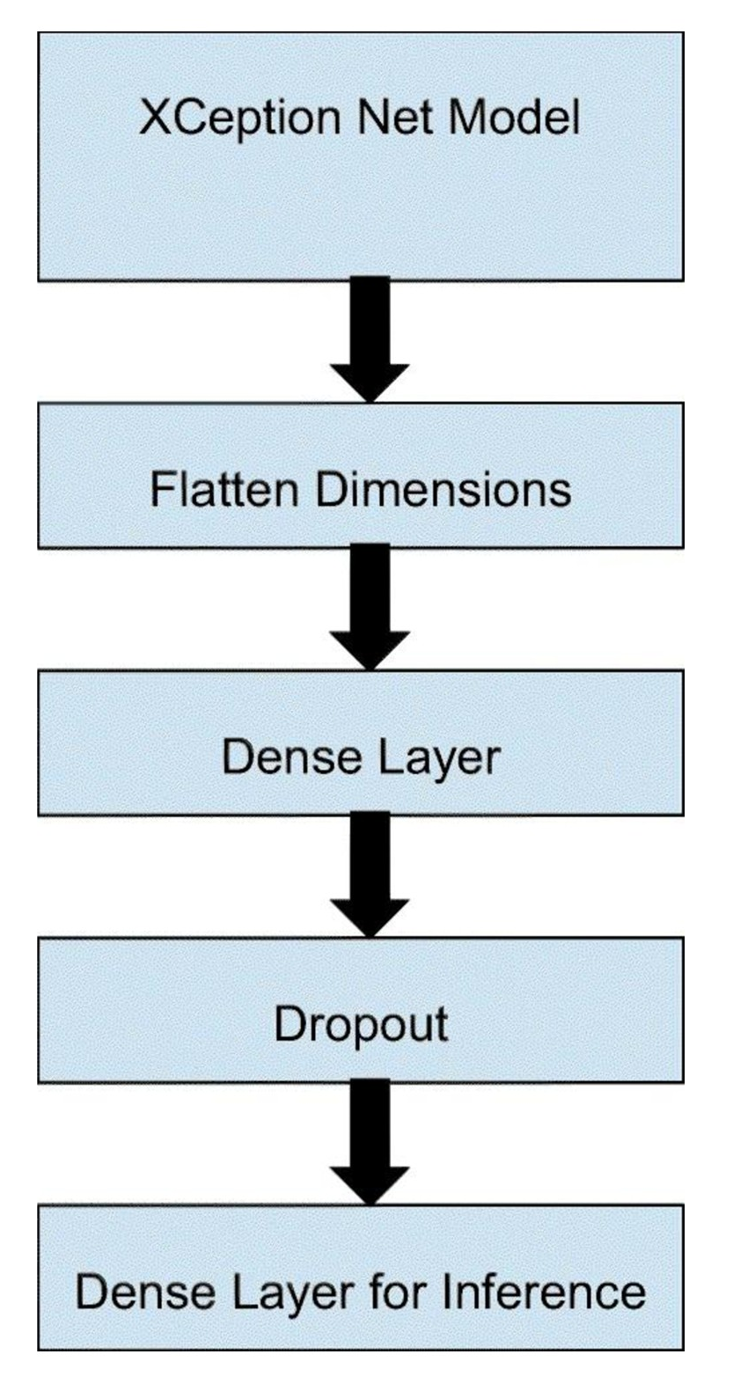 XCeption Net Model
Flatten Dimensions
Dense Layer
Dropout
Dense Layer for Inference